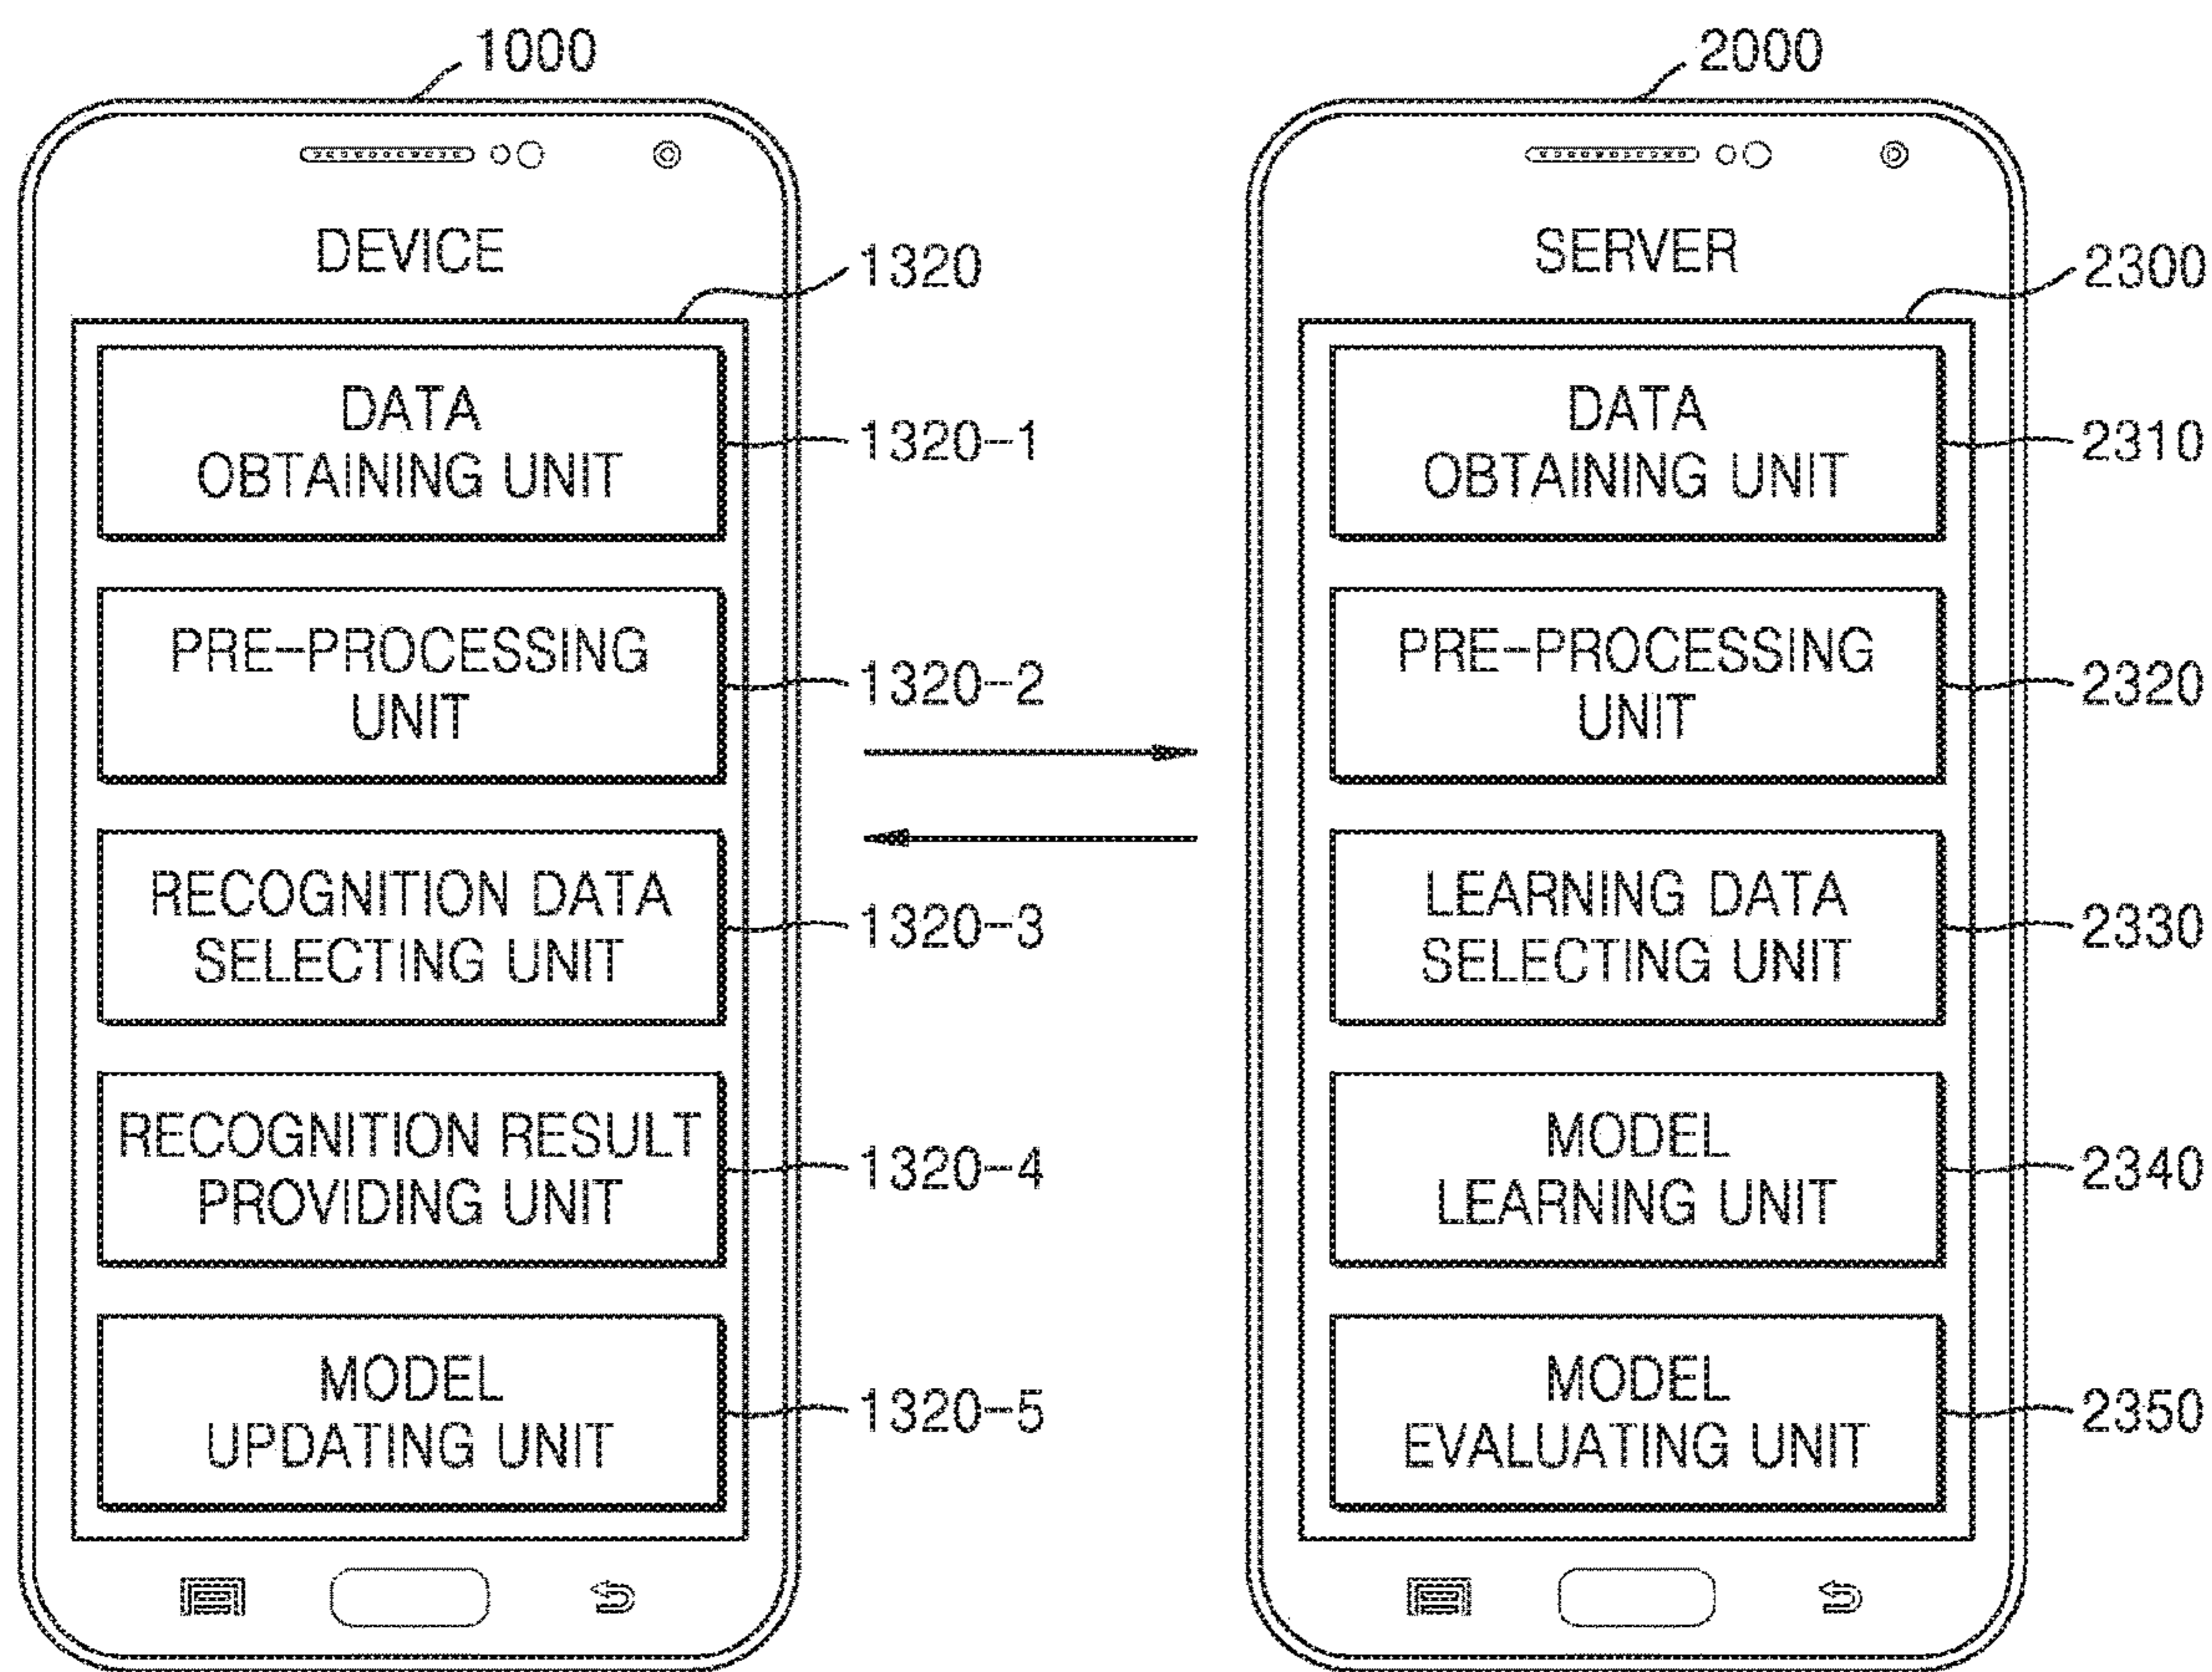 1000
2000
DEVICE
1320
DATA
OBTAINING UNIT
1320-1
PRE-PROCESSING
UNIT
1320-2
RECOGNITION DATA
SELECTING UNIT
1320-3
RECOGNITION RESULT
PROVIDING UNIT
1320-4
MODEL
UPDATING UNIT
1320-5
SERVER
2300
DATA
OBTAINING UNIT
2310
PRE-PROCESSING
UNIT
2320
LEARNING DATA
SELECTING UNIT
2330
MODEL
LEARNING UNIT
2340
MODEL
EVALUATING UNIT
2350